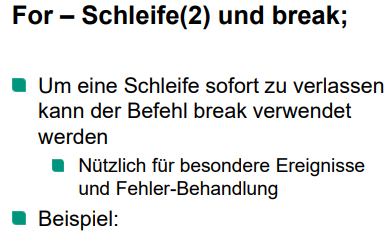 For – Schleife(2) und break;
Um eine Schleife sofort zu verlassen
kann der Befehl break verwendet
werden
Nützlich für besondere Ereignisse
und Fehler-Behandlung
Beispiel: